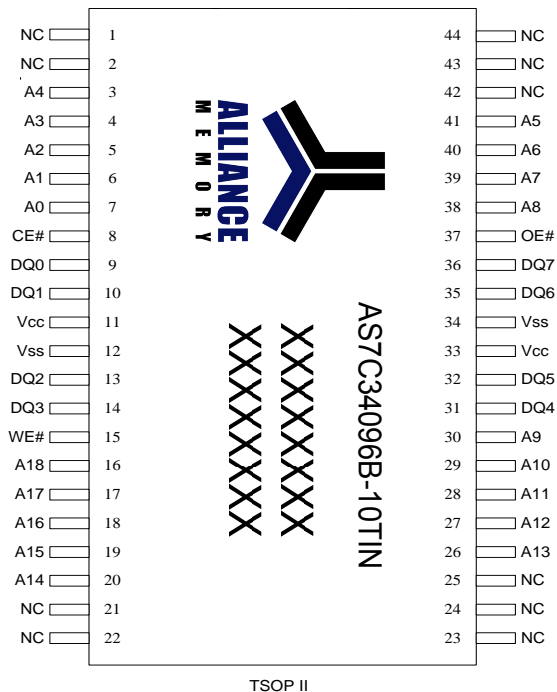 NC 1 44 NC
NC 2 43 NC
A4 3 42 NC
A3 4 41 A5
A2 5 40 A6
A1 6 39 A7
A0 7 38 A8
CE# 8 37 OE#
DQ0 9 36 DQ7
DQ1 10 35 DQ6
Vcc 11 34 Vss
Vss 12 33 Vcc
DQ2 13 32 DQ5
DQ3 14 31 DQ4
WE# 15 30 A9
A18 16 29 A10
A17 17 28 A11
A16 18 27 A12
A15 19 26 A13
A14 20 25 NC
NC 21 24 NC
NC 22 23 NC
ALLIANCE
MEMORY
AS7C34096B-10TIN
XXXXXXXX
XXXXXXXX
TSOP II